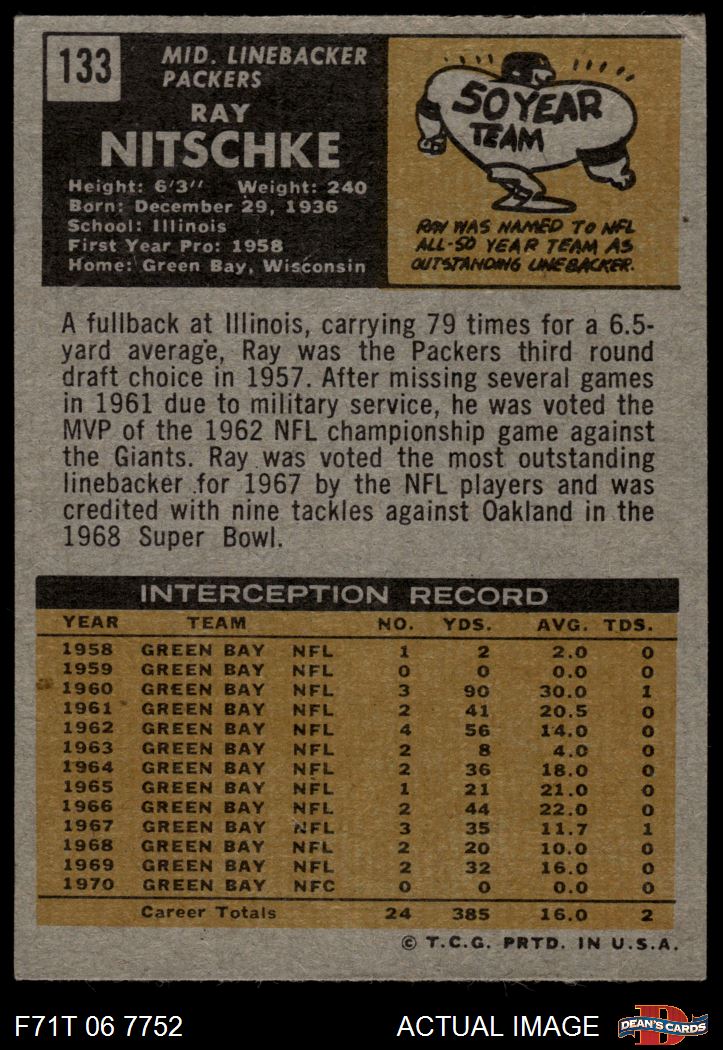 133
MID. LINEBACKER
PACKERS
RAY
NITSCHKE
Height: 6'3" Weight: 240
Born: December 29, 1936
School: Illinois
First Year Pro: 1958
Home: Green Bay, Wisconsin
50 YEAR
TEAM
RAY WAS NAMED TO NFL
ALL-50 YEAR TEAM AS
OUTSTANDING LINEBACKER.
A fullback at Illinois, carrying 79 times for a 6.5-
yard average, Ray was the Packers third round
draft choice in 1957. After missing several games
in 1961 due to military service, he was voted the
MVP of the 1962 NFL championship game against
the Giants. Ray was voted the most outstanding
linebacker for 1967 by the NFL players and was
credited with nine tackles against Oakland in the
1968 Super Bowl.
INTERCEPTION RECORD
YEAR TEAM NO. YDS. AVG. TDS.
1958 GREEN BAY NFL 1 2 2.0 0
1959 GREEN BAY NFL 0 0 0.0 0
1960 GREEN BAY NFL 3 90 30.0 1
1961 GREEN BAY NFL 2 41 20.5 0
1962 GREEN BAY NFL 4 56 14.0 0
1963 GREEN BAY NFL 2 8 4.0 0
1964 GREEN BAY NFL 2 36 18.0 0
1965 GREEN BAY NFL 1 21 21.0 0
1966 GREEN BAY NFL 2 44 22.0 0
1967 GREEN BAY NFL 3 35 11.7 1
1968 GREEN BAY NFL 2 20 10.0 0
1969 GREEN BAY NFL 2 32 16.0 0
1970 GREEN BAY NFC 0 0 0.0 0
Career Totals 24 385 16.0 2
© T.C.G. PRTD. IN U.S.A.
F71T 06 7752
ACTUAL IMAGE
D
DEAN'S CARDS